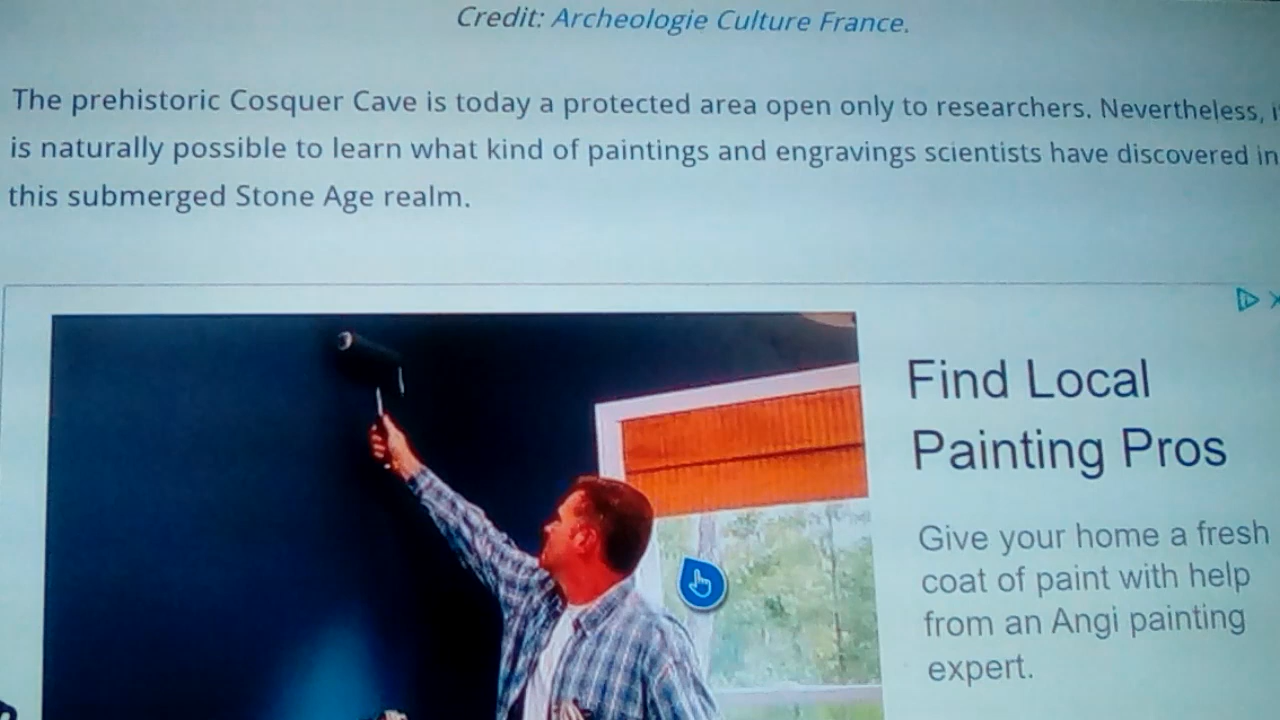 Credit: Archeologie Culture France.
The prehistoric Cosquer Cave is today a protected area open only to researchers. Nevertheless,
is naturally possible to learn what kind of paintings and engravings scientists have discovered in
this submerged Stone Age realm.
Find Local
Painting Pros
Give your home a fresh
coat of paint with help
from an Angi painting
expert.